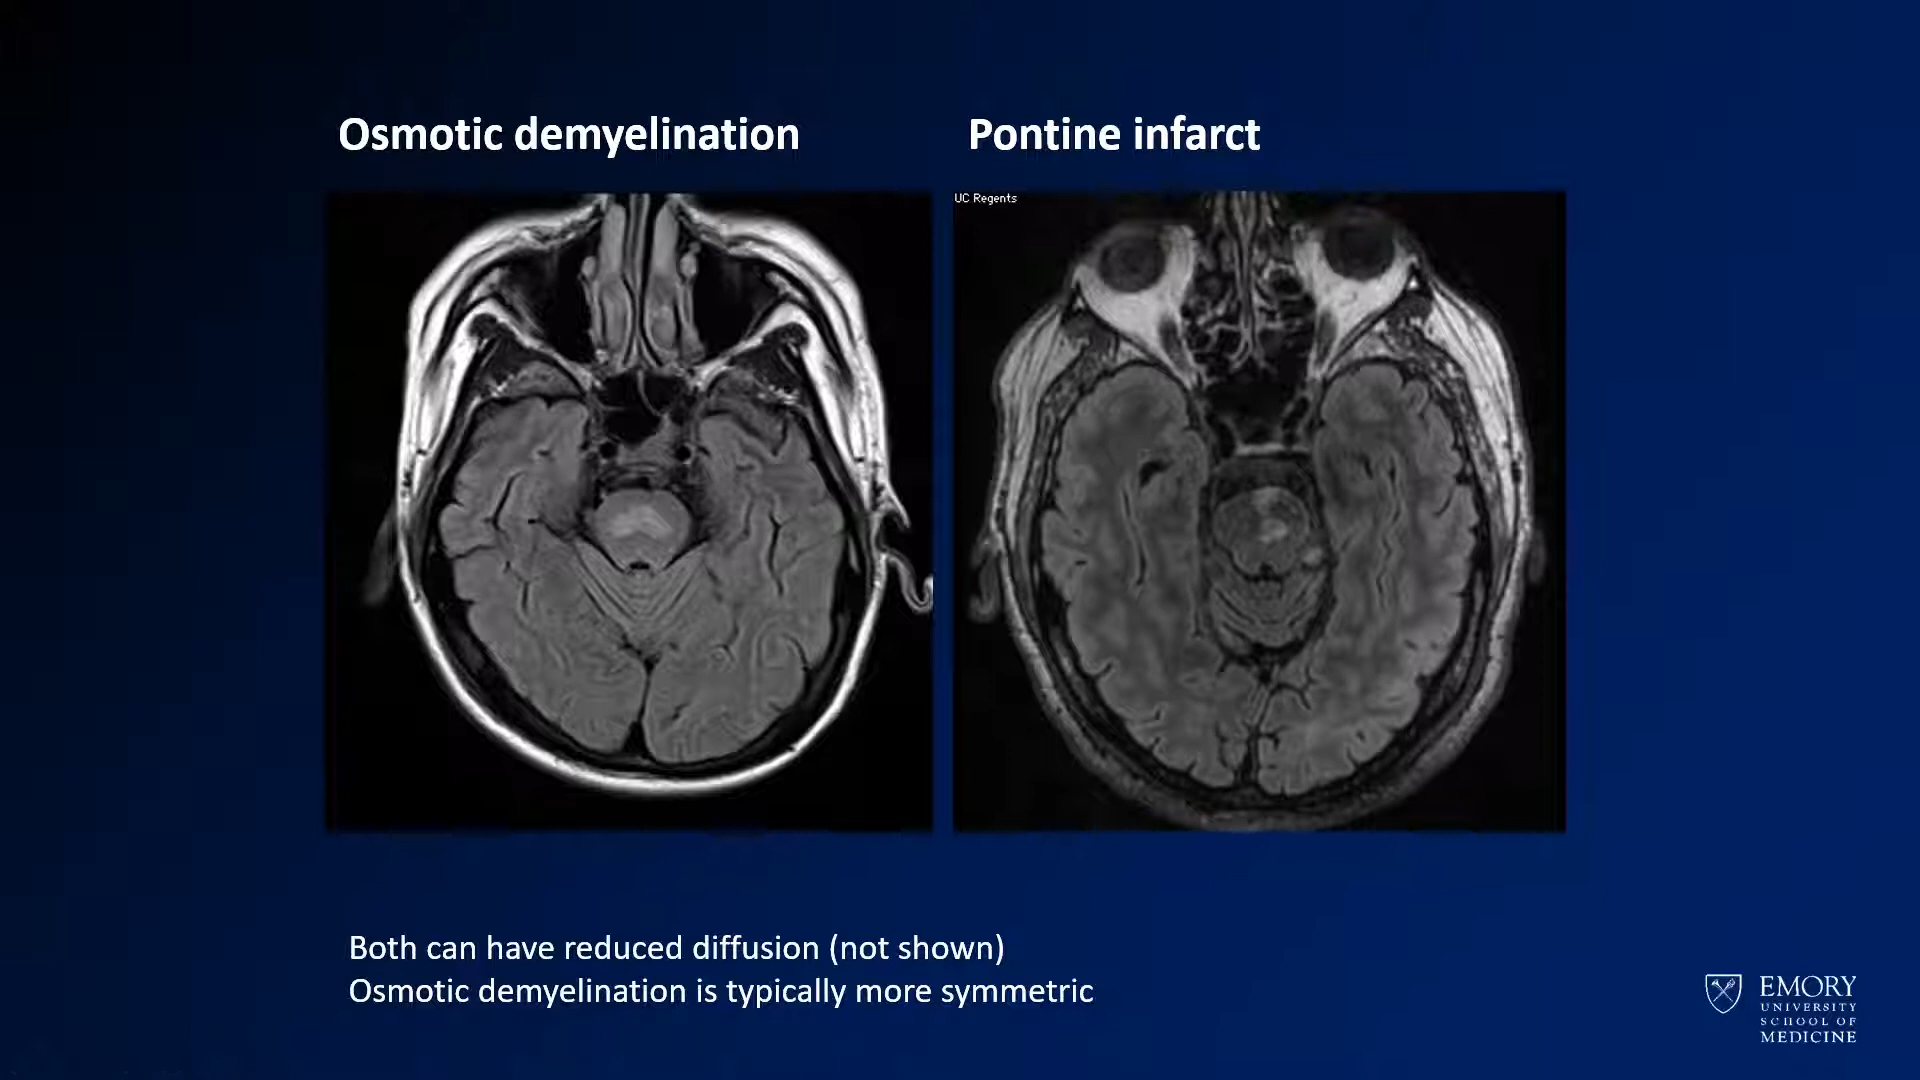 Osmotic demyelination
Pontine infarct
UC Regents
Both can have reduced diffusion (not shown)
Osmotic demyelination is typically more symmetric
EMORY
UNIVERSITY
SCHOOL OF
MEDICINE